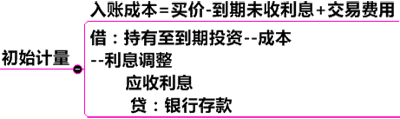 入账成本=买价-到期未收利息+交易费用
初始计量
借：持有至到期投资--成本
--利息调整
应收利息
贷：银行存款